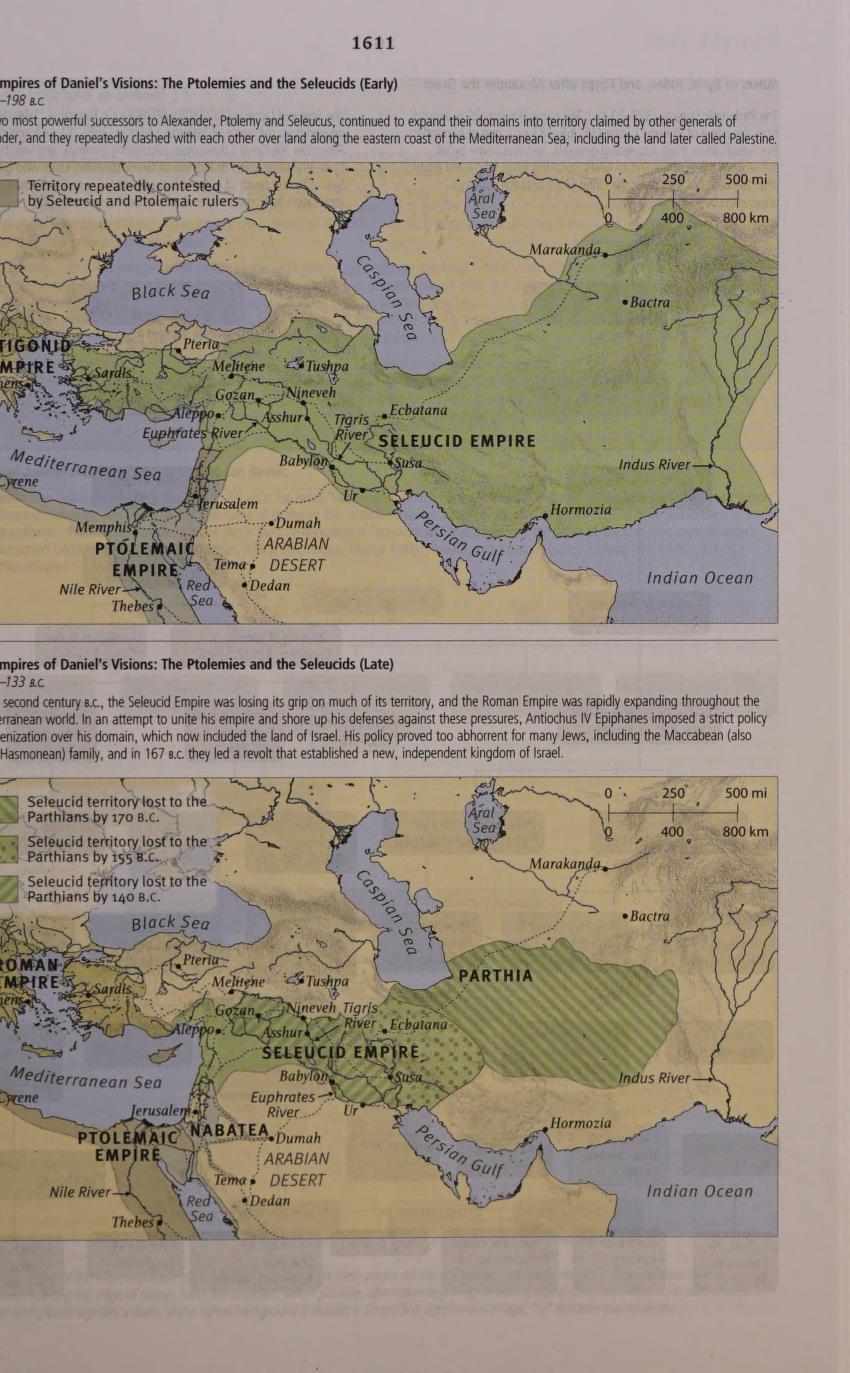 1611
mpires of Daniel's Visions: The Ptolemies and the Seleucids (Early)
–198 B.C.
o most powerful successors to Alexander, Ptolemy and Seleucus, continued to expand their domains into territory claimed by other generals of
der, and they repeatedly clashed with each other over land along the eastern coast of the Mediterranean Sea, including the land later called Palestine.
Territory repeatedly contested
by Seleucid and Ptolemaic rulers
0 250 500 mi
0 400 800 km
Aral
Sea
Marakanda
Caspian Sea
Black Sea
Bactra
TIGONID
MPIRE
Pteria
Sardis
Melitene
Tushpa
Gozan
Nineveh
Aleppo
Asshur
Tigris
River
Ecbatana
Euphrates River
SELEUCID EMPIRE
Mediterranean Sea
Babylon
Susa
Indus River
Cyrene
Ur
Jerusalem
Hormozia
Memphis
Dumah
Persian Gulf
PTOLEMAIC
EMPIRE
ARABIAN
DESERT
Tema
Indian Ocean
Nile River
Red
Sea
Dedan
Thebes
mpires of Daniel's Visions: The Ptolemies and the Seleucids (Late)
–133 B.C.
second century B.C., the Seleucid Empire was losing its grip on much of its territory, and the Roman Empire was rapidly expanding throughout the
erranean world. In an attempt to unite his empire and shore up his defenses against these pressures, Antiochus IV Epiphanes imposed a strict policy
enization over his domain, which now included the land of Israel. His policy proved too abhorrent for many Jews, including the Maccabean (also
Hasmonean) family, and in 167 B.C. they led a revolt that established a new, independent kingdom of Israel.
Seleucid territory lost to the
Parthians by 170 B.C.
Seleucid territory lost to the
Parthians by 155 B.C.
Seleucid territory lost to the
Parthians by 140 B.C.
0 250 500 mi
0 400 800 km
Aral
Sea
Marakanda
Caspian Sea
Black Sea
Bactra
OMAN
MPIRE
Pteria
PARTHIA
Sardis
Melitene
Tushpa
Gozan
Nineveh
Tigris
River
Aleppo
Asshur
Ecbatana
SELEUCID EMPIRE
Mediterranean Sea
Babylon
Susa
Indus River
Cyrene
Euphrates
River
Jerusalem
Ur
Hormozia
PTOLEMAIC
EMPIRE
NABATEA
Dumah
Persian Gulf
ARABIAN
DESERT
Tema
Nile River
Red
Sea
Dedan
Indian Ocean
Thebes